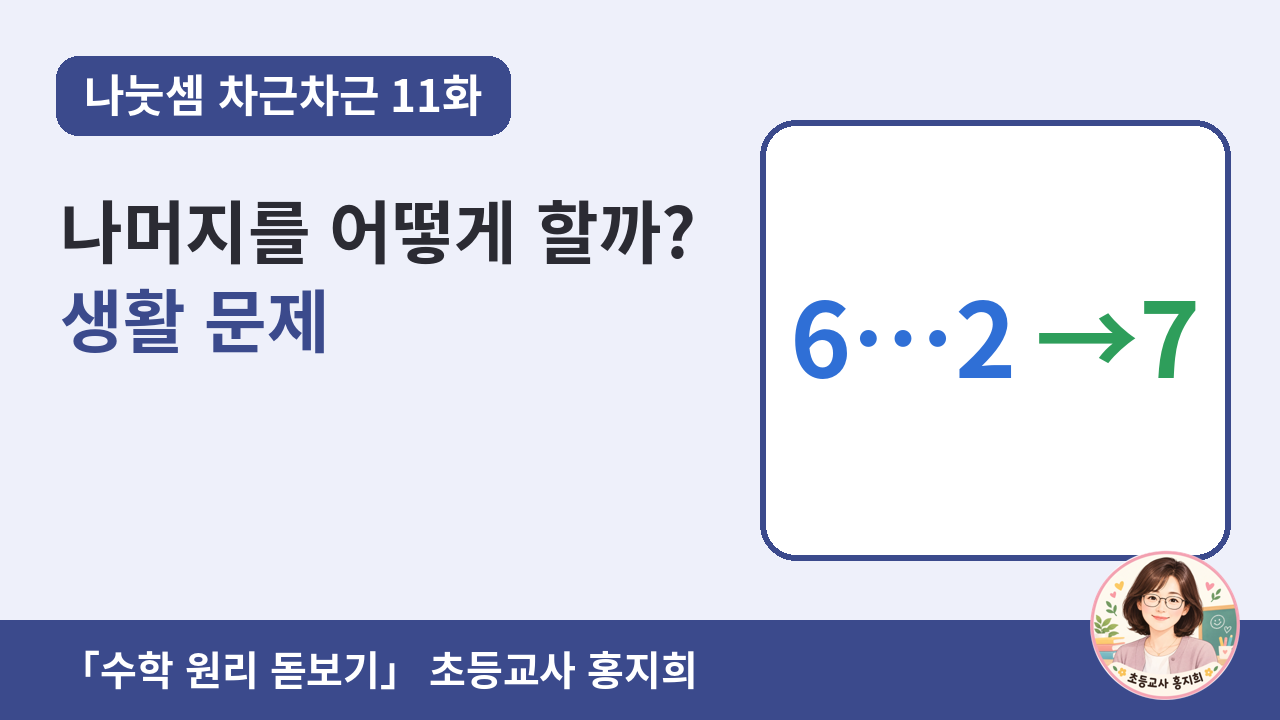 나눗셈 차근차근 11화
나머지를 어떻게 할까?
생활 문제
6…2 →7
「수학 원리 돋보기」 초등교사 홍지희
초등교사 홍지희